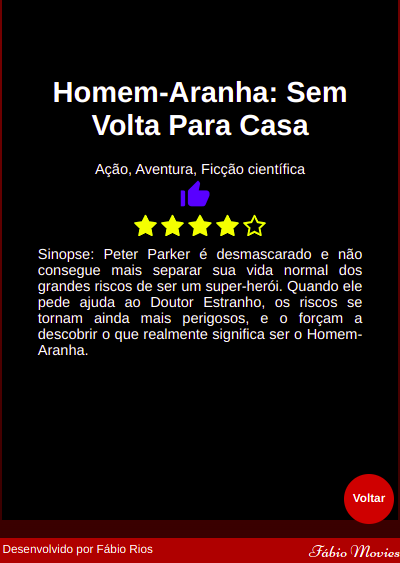 Homem-Aranha: Sem
Volta Para Casa
Ação, Aventura, Ficção científica
Sinopse: Peter Parker é desmascarado e não
consegue mais separar sua vida normal dos
grandes riscos de ser um super-herói. Quando ele
pede ajuda ao Doutor Estranho, os riscos se
tornam ainda mais perigosos, e o forçam a
descobrir o que realmente significa ser o Homem-
Aranha.
Voltar
Desenvolvido por Fábio Rios
Fábio Movies